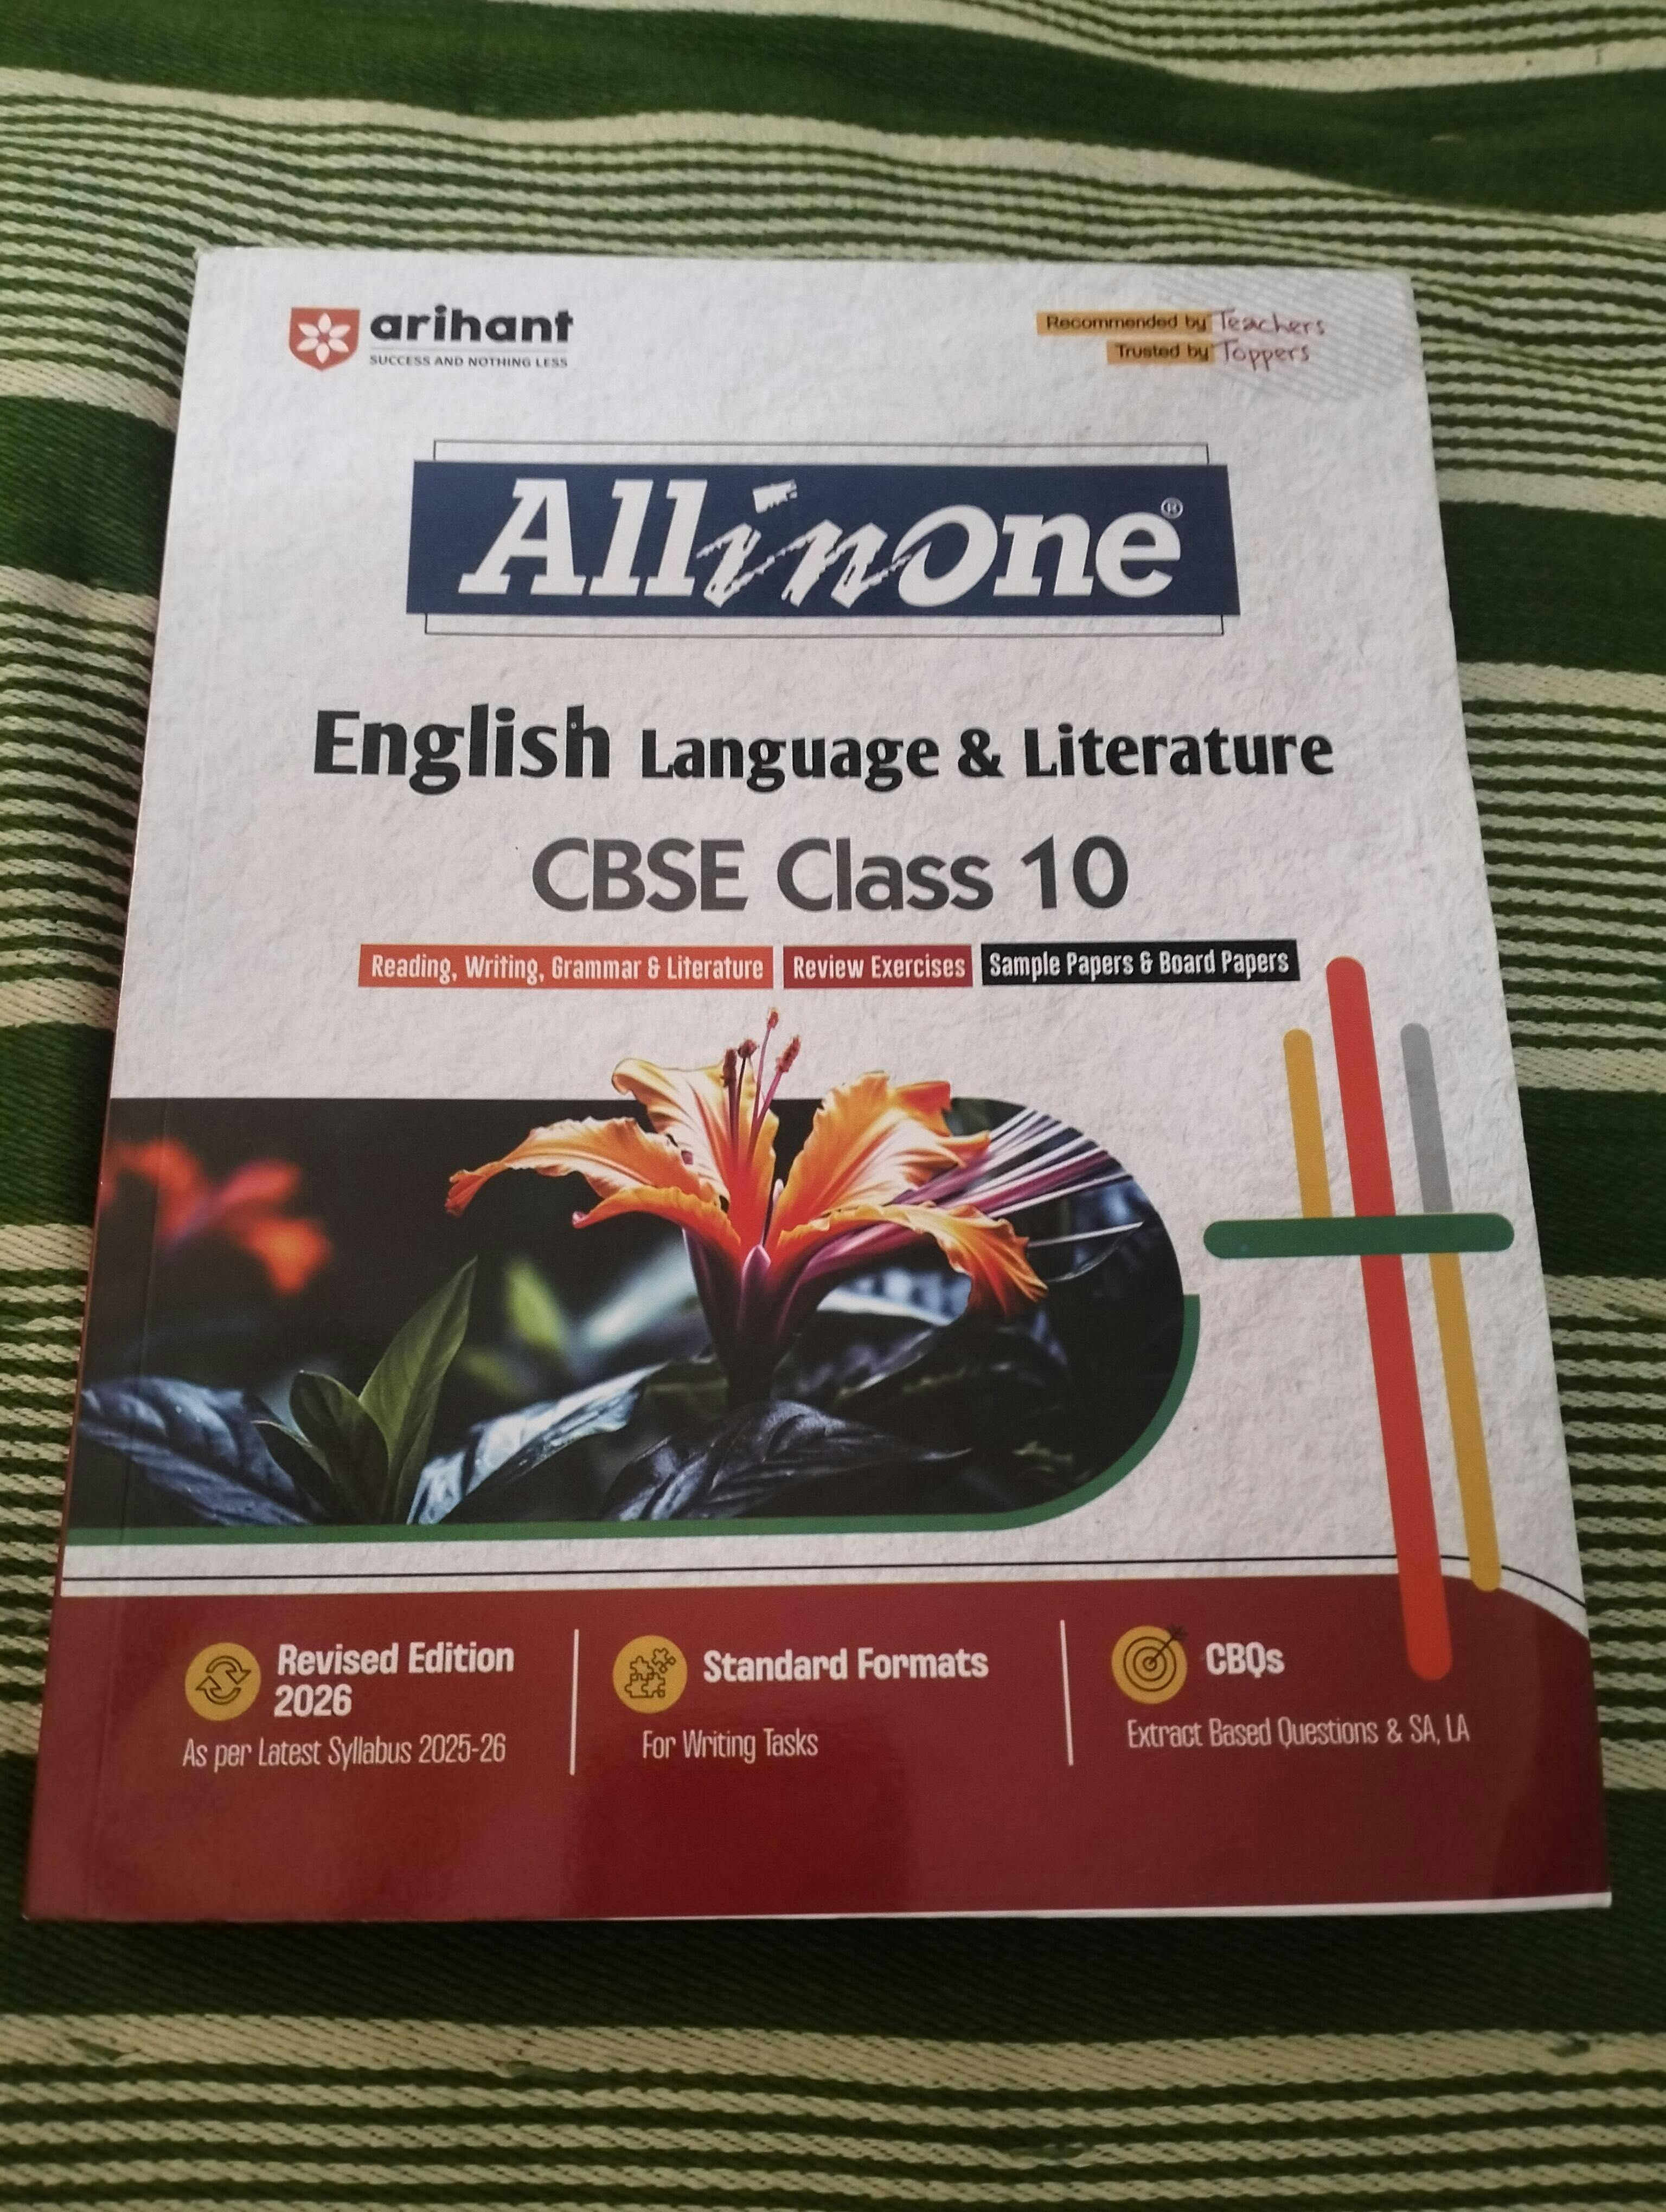 arihant
SUCCESS AND NOTHING LESS
Recommended by Teachers
Trusted by Toppers
All in One®
English Language & Literature
CBSE Class 10
Reading, Writing, Grammar & Literature Review Exercises Sample Papers & Board Papers
Revised Edition
2026
As per Latest Syllabus 2025-26
Standard Formats
For Writing Tasks
CBQs
Extract Based Questions & SA, LA